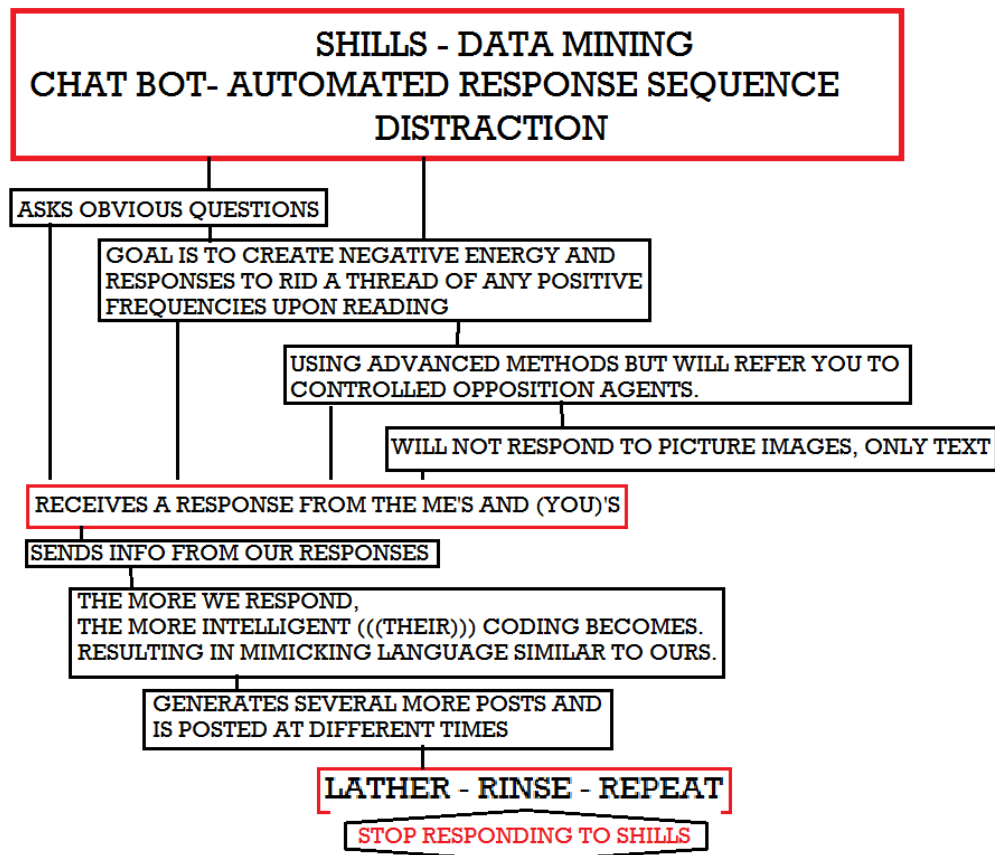 SHILLS - DATA MINING
CHAT BOT- AUTOMATED RESPONSE SEQUENCE
DISTRACTION
ASKS OBVIOUS QUESTIONS
GOAL IS TO CREATE NEGATIVE ENERGY AND
RESPONSES TO RID A THREAD OF ANY POSITIVE
FREQUENCIES UPON READING
USING ADVANCED METHODS BUT WILL REFER YOU TO
CONTROLLED OPPOSITION AGENTS.
WILL NOT RESPOND TO PICTURE IMAGES, ONLY TEXT
RECEIVES A RESPONSE FROM THE ME'S AND (YOU)'S
SENDS INFO FROM OUR RESPONSES
THE MORE WE RESPOND,
THE MORE INTELLIGENT (((THEIR))) CODING BECOMES.
RESULTING IN MIMICKING LANGUAGE SIMILAR TO OURS.
GENERATES SEVERAL MORE POSTS AND
IS POSTED AT DIFFERENT TIMES
LATHER - RINSE - REPEAT
STOP RESPONDING TO SHILLS